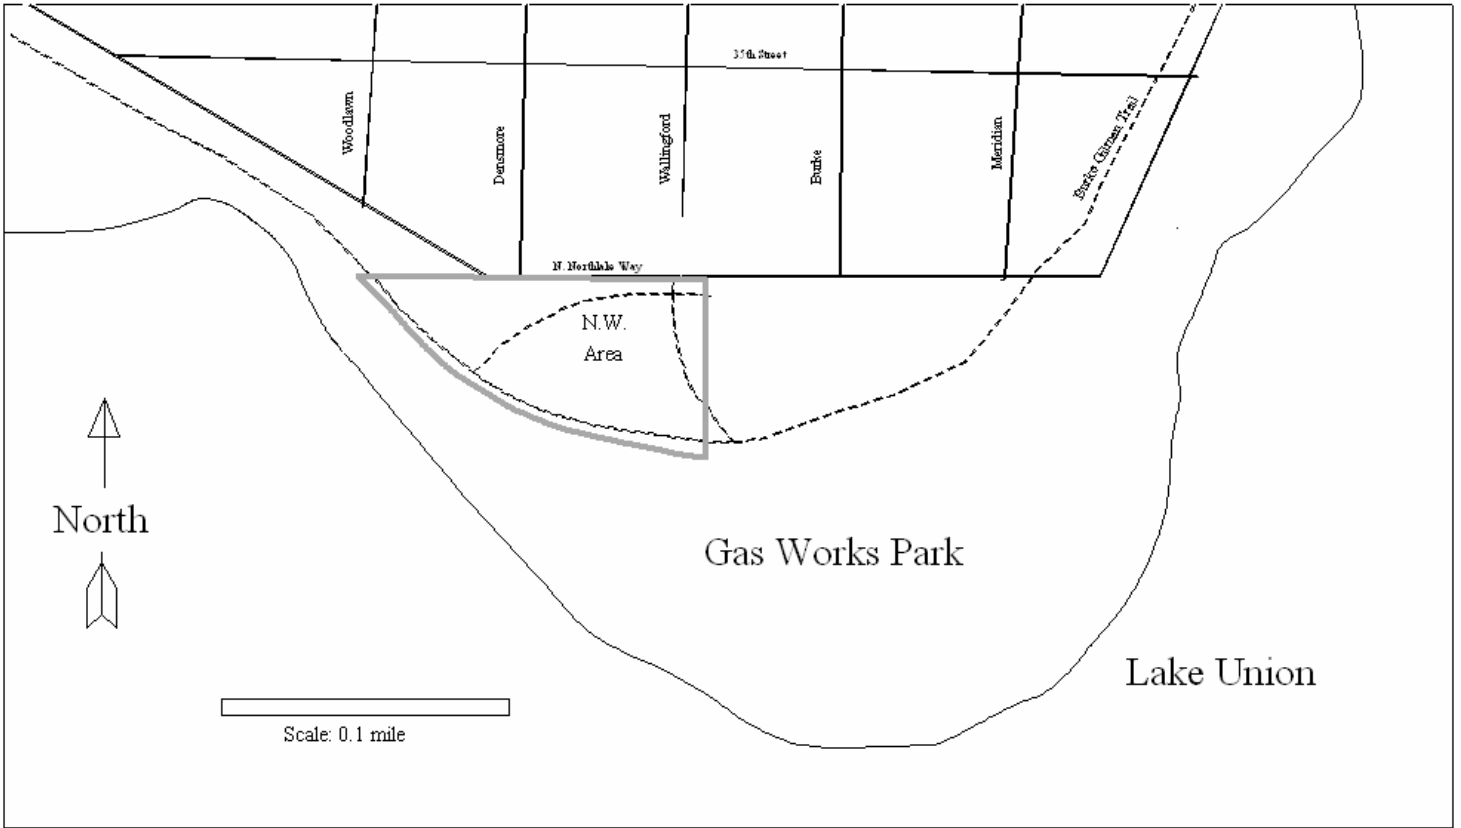 35th Street
Woodlawn
Densmore
Wallingford
Burke
Meridian
Burke Gilman Trail
N. Northlake Way
N.W.
Area
North
Gas Works Park
Lake Union
Scale: 0.1 mile